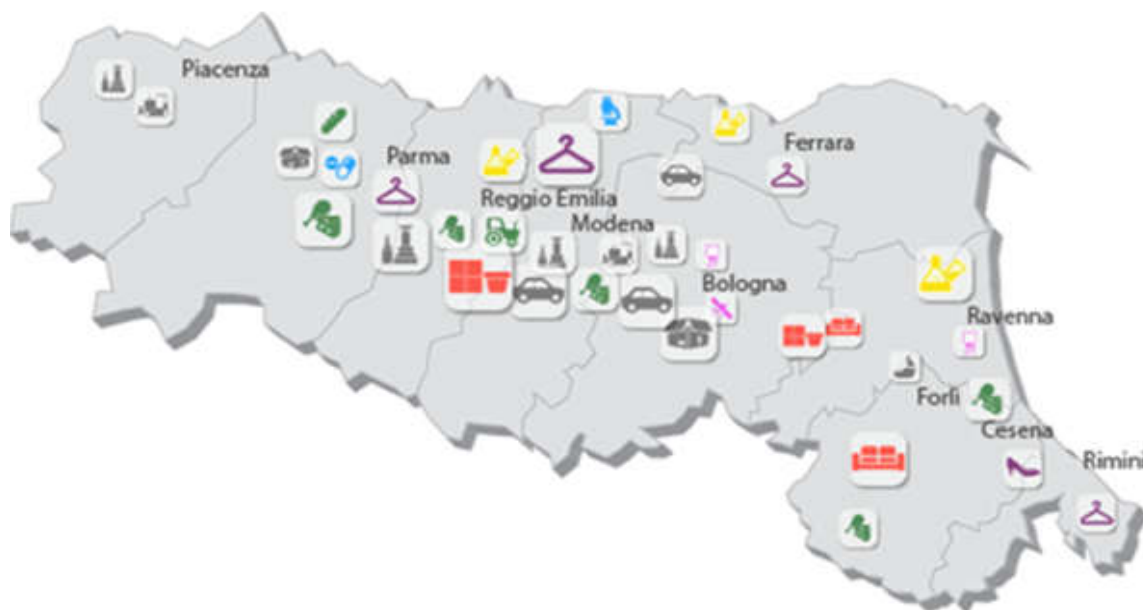 Piacenza
Parma
Ferrara
Reggio Emilia
Modena
Bologna
Ravenna
Forlì
Cesena
Rimini